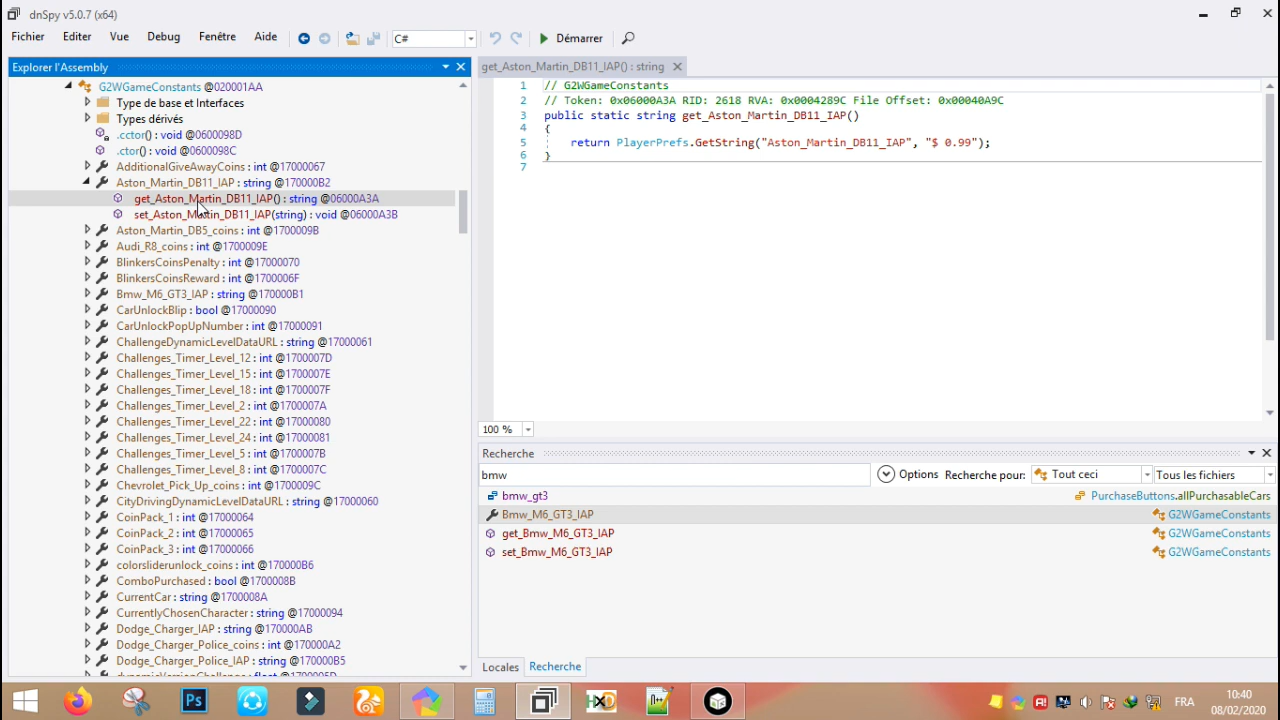 dnSpy v5.0.7 (x64)
Fichier Editer Vue Debug Fenêtre Aide C# Démarrer
Explorer l'Assembly
G2WGameConstants @020001AA
Type de base et Interfaces
Types dérivés
.cctor() : void @0600098D
.ctor() : void @0600098C
AdditionalGiveAwayCoins : int @17000067
Aston_Martin_DB11_IAP : string @170000B2
get_Aston_Martin_DB11_IAP() : string @06000A3A
set_Aston_Martin_DB11_IAP(string) : void @06000A3B
Aston_Martin_DB5_coins : int @1700009B
Audi_R8_coins : int @1700009E
BlinkersCoinsPenalty : int @17000070
BlinkersCoinsReward : int @1700006F
Bmw_M6_GT3_IAP : string @170000B1
CarUnlockBlip : bool @17000090
CarUnlockPopUpNumber : int @17000091
ChallengeDynamicLevelDataURL : string @17000061
Challenges_Timer_Level_12 : int @1700007D
Challenges_Timer_Level_15 : int @1700007E
Challenges_Timer_Level_18 : int @1700007F
Challenges_Timer_Level_2 : int @1700007A
Challenges_Timer_Level_22 : int @17000080
Challenges_Timer_Level_24 : int @17000081
Challenges_Timer_Level_5 : int @1700007B
Challenges_Timer_Level_8 : int @1700007C
Chevrolet_Pick_Up_coins : int @1700009C
CityDrivingDynamicLevelDataURL : string @17000060
CoinPack_1 : int @17000064
CoinPack_2 : int @17000065
CoinPack_3 : int @17000066
colorsliderunlock_coins : int @170000B6
ComboPurchased : bool @1700008B
CurrentCar : string @1700008A
CurrentlyChosenCharacter : string @17000094
Dodge_Charger_IAP : string @170000AB
Dodge_Charger_Police_coins : int @170000A2
Dodge_Charger_Police_IAP : string @170000B5
dynamicVersionChallenge : float @1700005D
get_Aston_Martin_DB11_IAP() : string
1 // G2WGameConstants
2 // Token: 0x06000A3A RID: 2618 RVA: 0x0004289C File Offset: 0x00040A9C
3 public static string get_Aston_Martin_DB11_IAP()
4 {
5 return PlayerPrefs.GetString("Aston_Martin_DB11_IAP", "$ 0.99");
6 }
7
100 %
Recherche
bmw Options Recherche pour: Tout ceci Tous les fichiers
bmw_gt3 PurchaseButtons.allPurchasableCars
Bmw_M6_GT3_IAP G2WGameConstants
get_Bmw_M6_GT3_IAP G2WGameConstants
set_Bmw_M6_GT3_IAP G2WGameConstants
Locales Recherche
Ps HXD FRA 10:40
08/02/2020